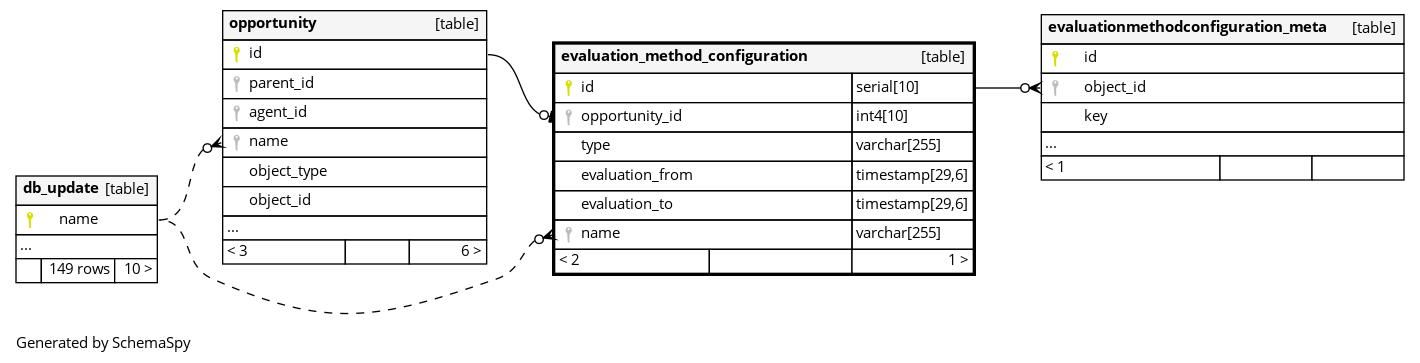 db_update [table]
name
...
149 rows 10 >
opportunity [table]
id
parent_id
agent_id
name
object_type
object_id
...
< 3 6 >
evaluation_method_configuration [table]
id serial[10]
opportunity_id int4[10]
type varchar[255]
evaluation_from timestamp[29,6]
evaluation_to timestamp[29,6]
name varchar[255]
< 2 1 >
evaluationmethodconfiguration_meta [table]
id
object_id
key
...
< 1
Generated by SchemaSpy